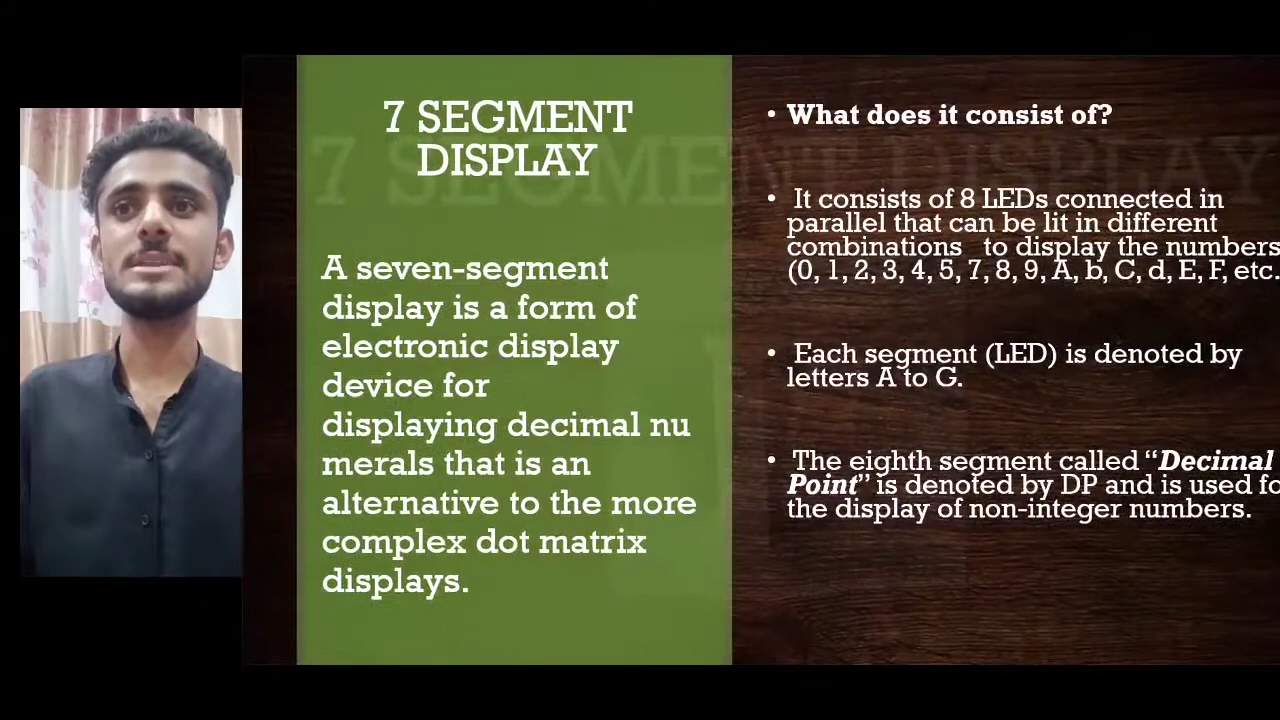 7 SEGMENT
DISPLAY
7 SEGMENT DISPLAY
A seven-segment
display is a form of
electronic display
device for
displaying decimal nu
merals that is an
alternative to the more
complex dot matrix
displays.
• What does it consist of?
• It consists of 8 LEDs connected in
parallel that can be lit in different
combinations to display the numbers
(0, 1, 2, 3, 4, 5, 7, 8, 9, A, b, C, d, E, F, etc.
• Each segment (LED) is denoted by
letters A to G.
• The eighth segment called “Decimal
Point” is denoted by DP and is used fo
the display of non-integer numbers.